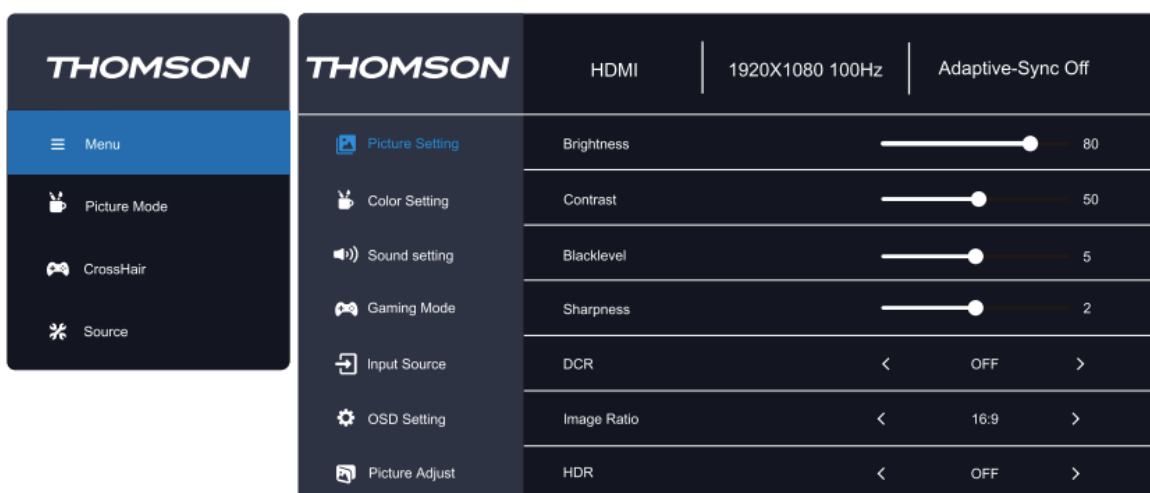 THOMSON
Menu
Picture Mode
CrossHair
Source
THOMSON HDMI 1920X1080 100Hz Adaptive-Sync Off
Picture Setting Brightness 80
Color Setting Contrast 50
Sound setting Blacklevel 5
Gaming Mode Sharpness 2
Input Source DCR OFF
OSD Setting Image Ratio 16:9
Picture Adjust HDR OFF